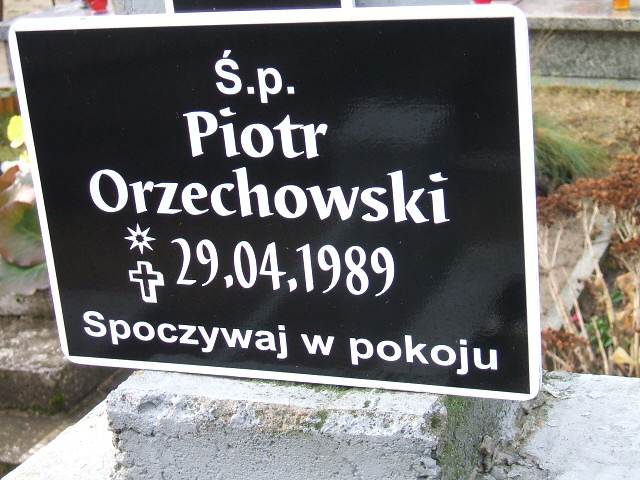 Ś.p.
Piotr
Orzechowski
29.04.1989
Spoczywaj w pokoju